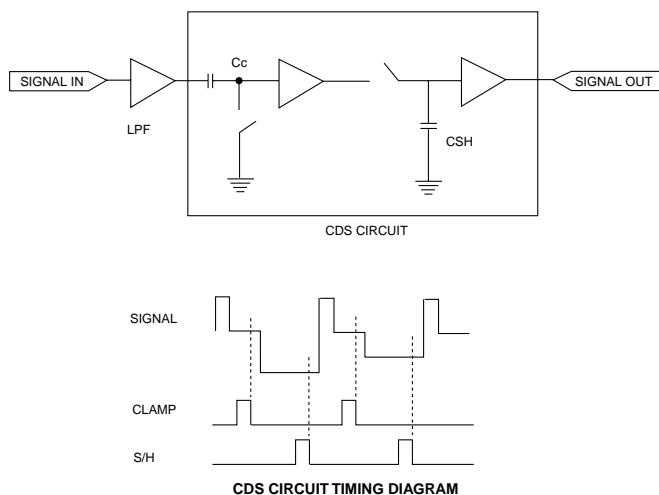 Cc
SIGNAL IN
SIGNAL OUT
LPF
CSH
CDS CIRCUIT
SIGNAL
CLAMP
S/H
CDS CIRCUIT TIMING DIAGRAM